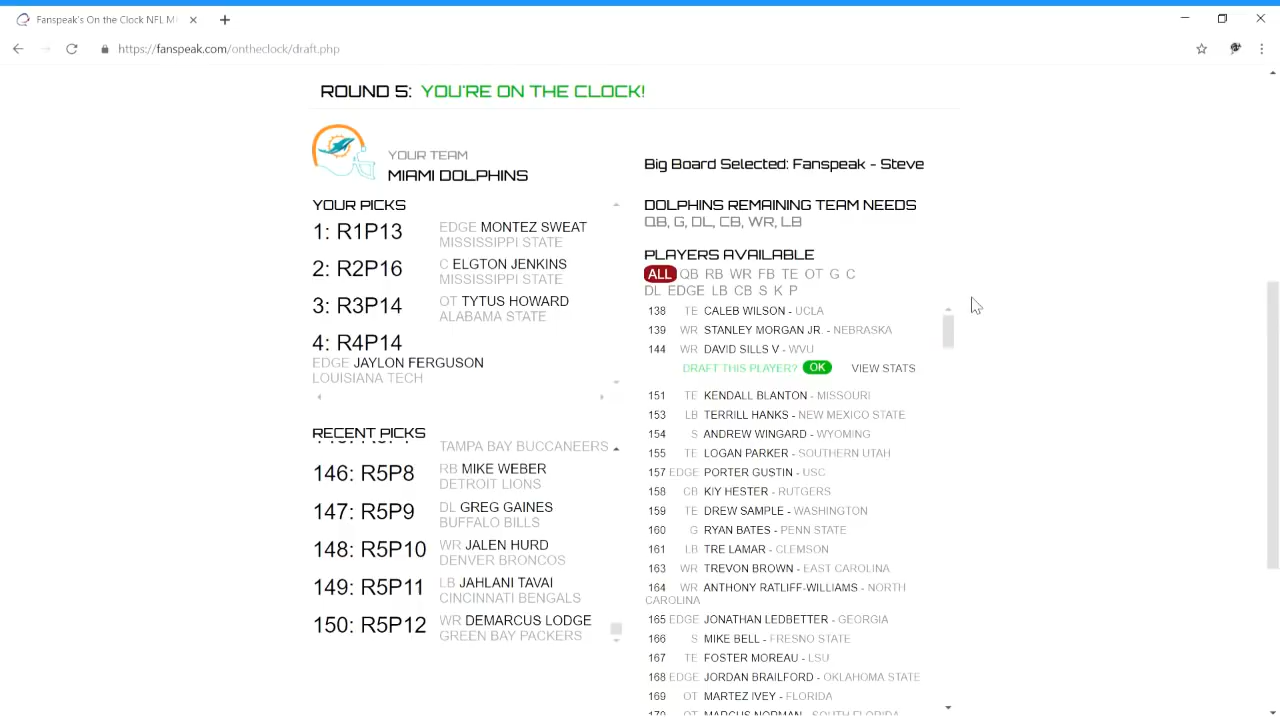 Fanspeak's On the Clock NFL M
https://fanspeak.com/ontheclock/draft.php
ROUND 5: YOU'RE ON THE CLOCK!
YOUR TEAM
MIAMI DOLPHINS
Big Board Selected: Fanspeak - Steve
YOUR PICKS
1: R1P13
EDGE MONTEZ SWEAT
MISSISSIPPI STATE
2: R2P16
C ELGTON JENKINS
MISSISSIPPI STATE
3: R3P14
OT TYTUS HOWARD
ALABAMA STATE
4: R4P14
EDGE JAYLON FERGUSON
LOUISIANA TECH
RECENT PICKS
TAMPA BAY BUCCANEERS
146: R5P8
RB MIKE WEBER
DETROIT LIONS
147: R5P9
DL GREG GAINES
BUFFALO BILLS
148: R5P10
WR JALEN HURD
DENVER BRONCOS
149: R5P11
LB JAHLANI TAVAI
CINCINNATI BENGALS
150: R5P12
WR DEMARCUS LODGE
GREEN BAY PACKERS
DOLPHINS REMAINING TEAM NEEDS
QB, G, DL, CB, WR, LB
PLAYERS AVAILABLE
ALL QB RB WR FB TE OT G C
DL EDGE LB CB S K P
138 TE CALEB WILSON - UCLA
139 WR STANLEY MORGAN JR. - NEBRASKA
144 WR DAVID SILLS V - WVU
DRAFT THIS PLAYER? OK VIEW STATS
151 TE KENDALL BLANTON - MISSOURI
153 LB TERRILL HANKS - NEW MEXICO STATE
154 S ANDREW WINGARD - WYOMING
155 TE LOGAN PARKER - SOUTHERN UTAH
157 EDGE PORTER GUSTIN - USC
158 CB KIY HESTER - RUTGERS
159 TE DREW SAMPLE - WASHINGTON
160 G RYAN BATES - PENN STATE
161 LB TRE LAMAR - CLEMSON
163 WR TREVON BROWN - EAST CAROLINA
164 WR ANTHONY RATLIFF-WILLIAMS - NORTH
CAROLINA
165 EDGE JONATHAN LEDBETTER - GEORGIA
166 S MIKE BELL - FRESNO STATE
167 TE FOSTER MOREAU - LSU
168 EDGE JORDAN BRAILFORD - OKLAHOMA STATE
169 OT MARTEZ IVEY - FLORIDA
170 OT MARCUS NORMAN - SOUTH FLORIDA